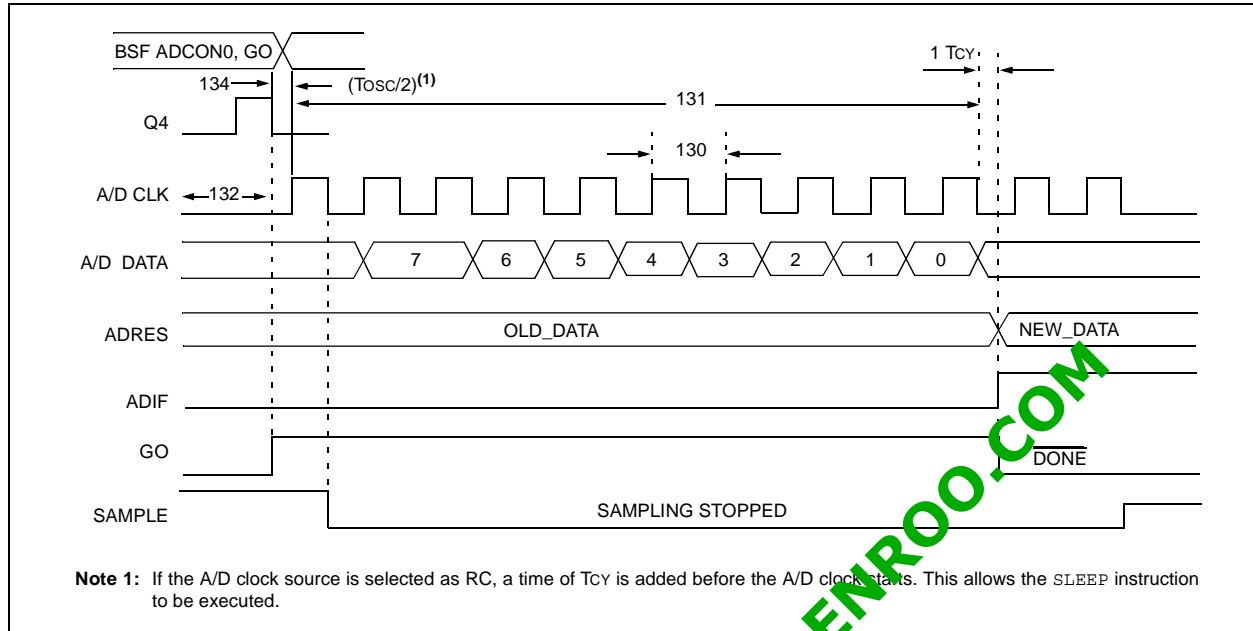 BSF ADCON0, GO
1 TCY
134
(TOSC/2)(1)
131
Q4
130
A/D CLK
132
A/D DATA
7 6 5 4 3 2 1 0
ADRES
OLD_DATA
NEW_DATA
ADIF
GO
DONE
SAMPLE
SAMPLING STOPPED
Note 1: If the A/D clock source is selected as RC, a time of TCY is added before the A/D clock starts. This allows the SLEEP instruction
to be executed.
ENROO.COM